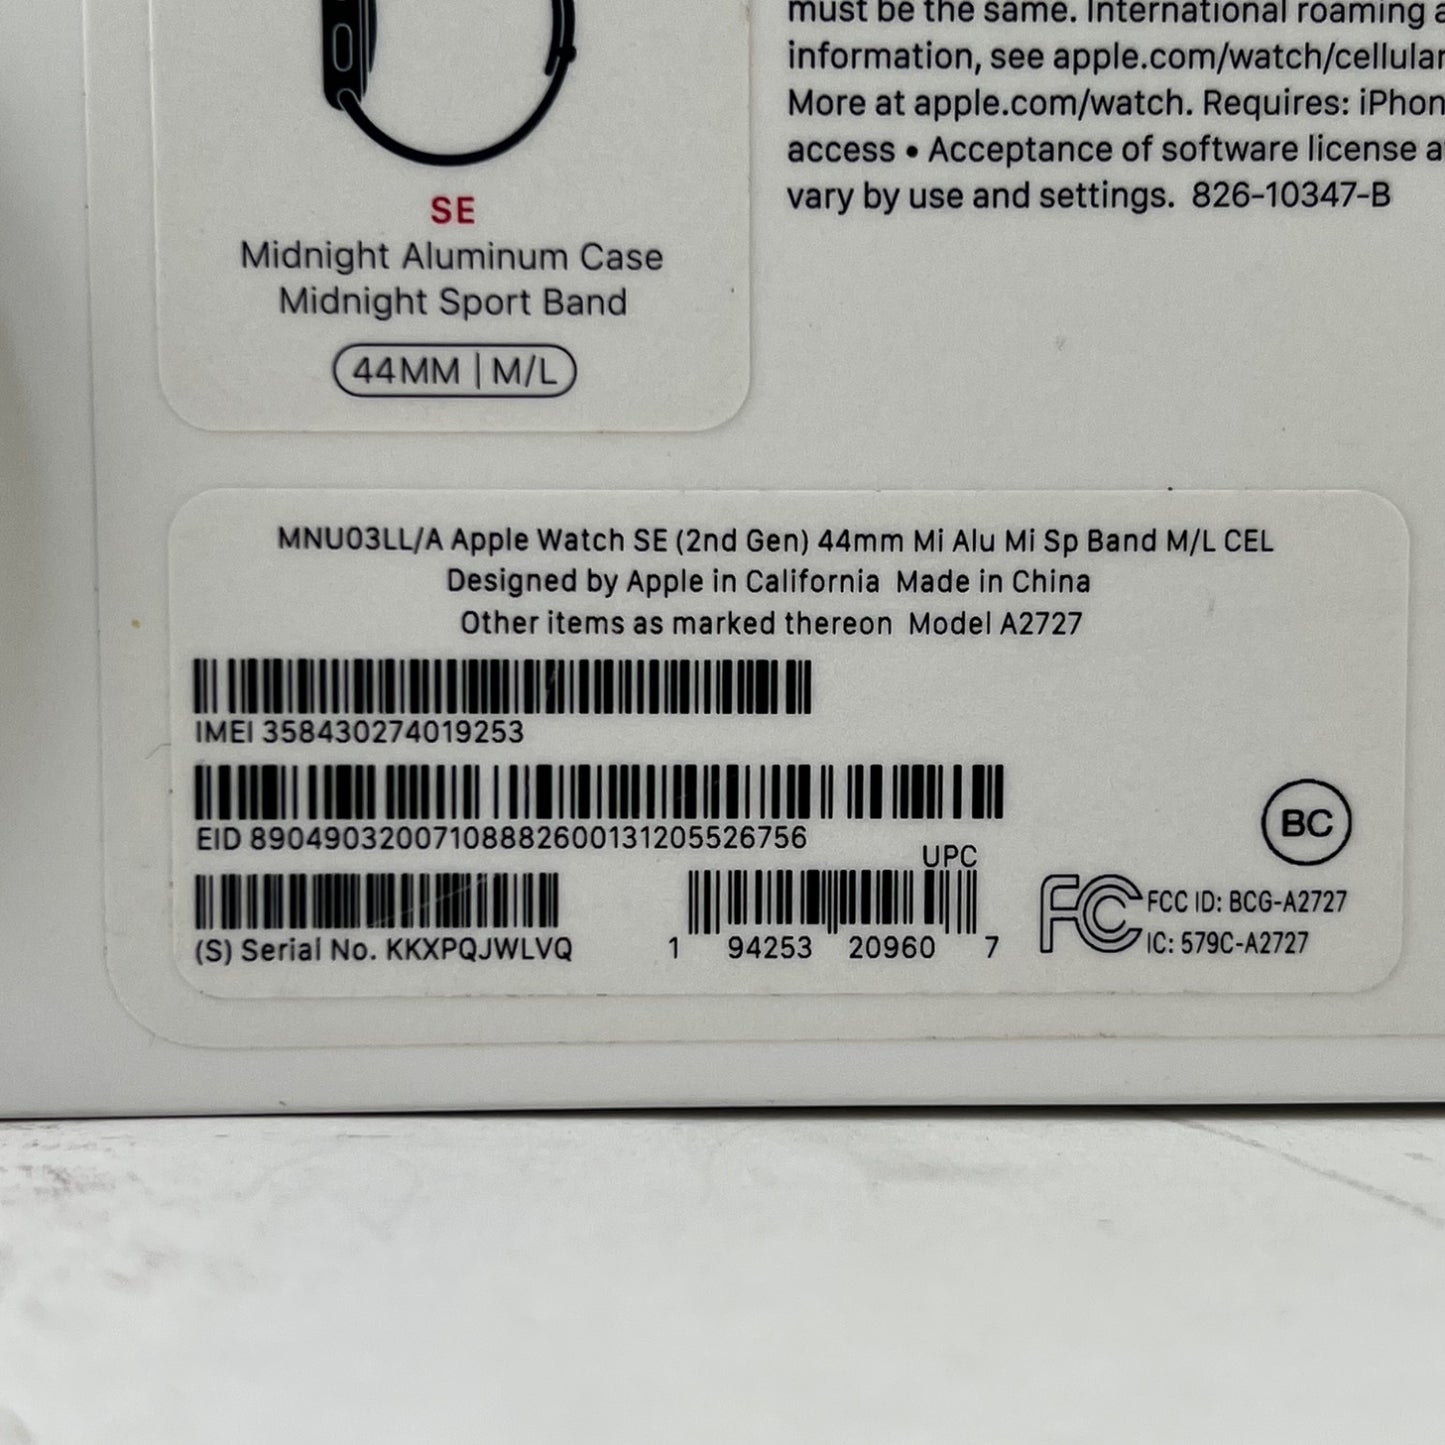 must be the same. International roaming
information, see apple.com/watch/cellular
More at apple.com/watch. Requires:
access • Acceptance of software license
vary by use and settings. 826-10347-B
SE
Midnight Aluminum Case
Midnight Sport Band
44MM | M/L
MNU03LL/A Apple Watch SE (2nd Gen) 44mm Mi Alu Mi Sp Band M/L CEL
Designed by Apple in California Made in China
Other items as marked thereon Model A2727
IMEI 358430274019253
EID 89049032007108882600131205526756
UPC
(S) Serial No. KKXPQJWLVQ
1 94253 20960 7
BC
FC
FCC ID: BCG-A2727
IC: 579C-A2727